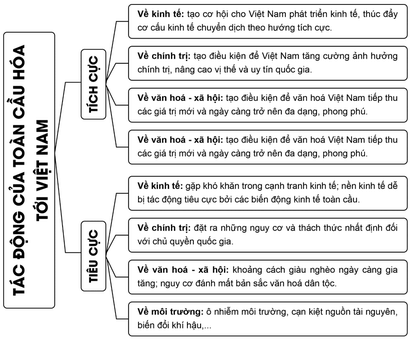 TÁC ĐỘNG CỦA TOÀN CẦU HÓA
TỚI VIỆT NAM
TÍCH CỰC
Về kinh tế: tạo cơ hội cho Việt Nam phát triển kinh tế, thúc đẩy
cơ cấu kinh tế chuyển dịch theo hướng tích cực.
Về chính trị: tạo điều kiện để Việt Nam tăng cường ảnh hưởng
chính trị, nâng cao vị thế và uy tín quốc gia.
Về văn hoá - xã hội: tạo điều kiện để văn hoá Việt Nam tiếp thu
các giá trị mới và ngày càng trở nên đa dạng, phong phú.
Về văn hoá - xã hội: tạo điều kiện để văn hoá Việt Nam tiếp thu
các giá trị mới và ngày càng trở nên đa dạng, phong phú.
TIÊU CỰC
Về kinh tế: gặp khó khăn trong cạnh tranh kinh tế; nền kinh tế dễ
bị tác động tiêu cực bởi các biến động kinh tế toàn cầu.
Về chính trị: đặt ra những nguy cơ và thách thức nhất định đối
với chủ quyền quốc gia.
Về văn hoá - xã hội: khoảng cách giàu nghèo ngày càng gia
tăng; nguy cơ đánh mất bản sắc văn hoá dân tộc.
Về môi trường: ô nhiễm môi trường, cạn kiệt nguồn tài nguyên,
biến đổi khí hậu,...